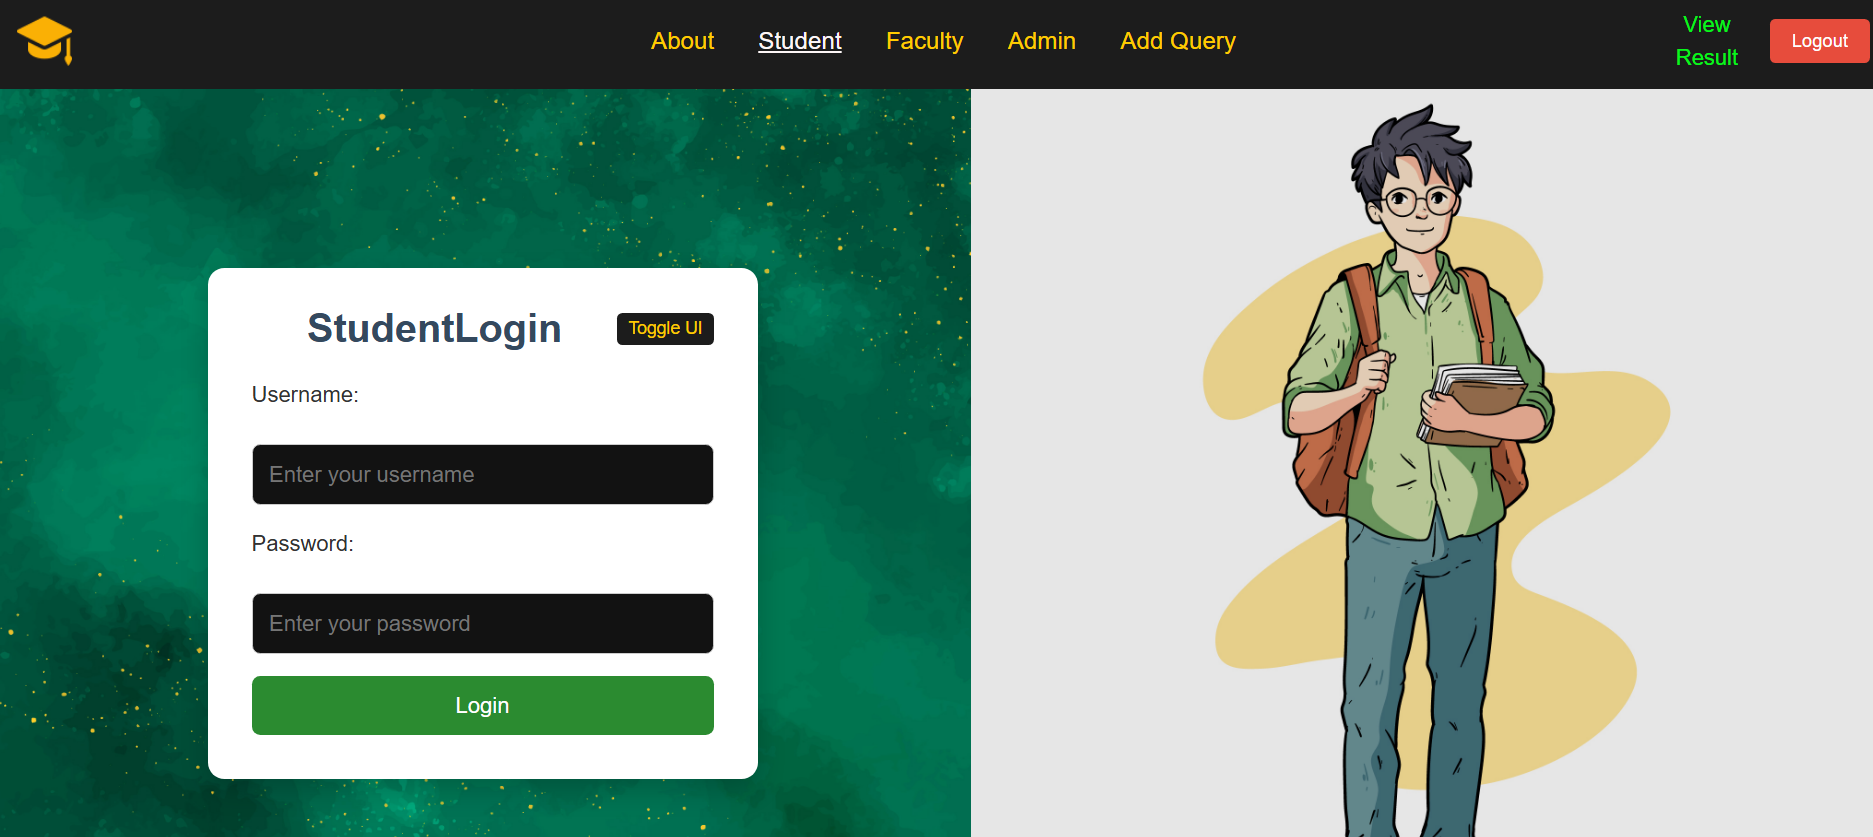 About Student Faculty Admin Add Query
View
Result
Logout
StudentLogin
Toggle UI
Username:
Enter your username
Password:
Enter your password
Login